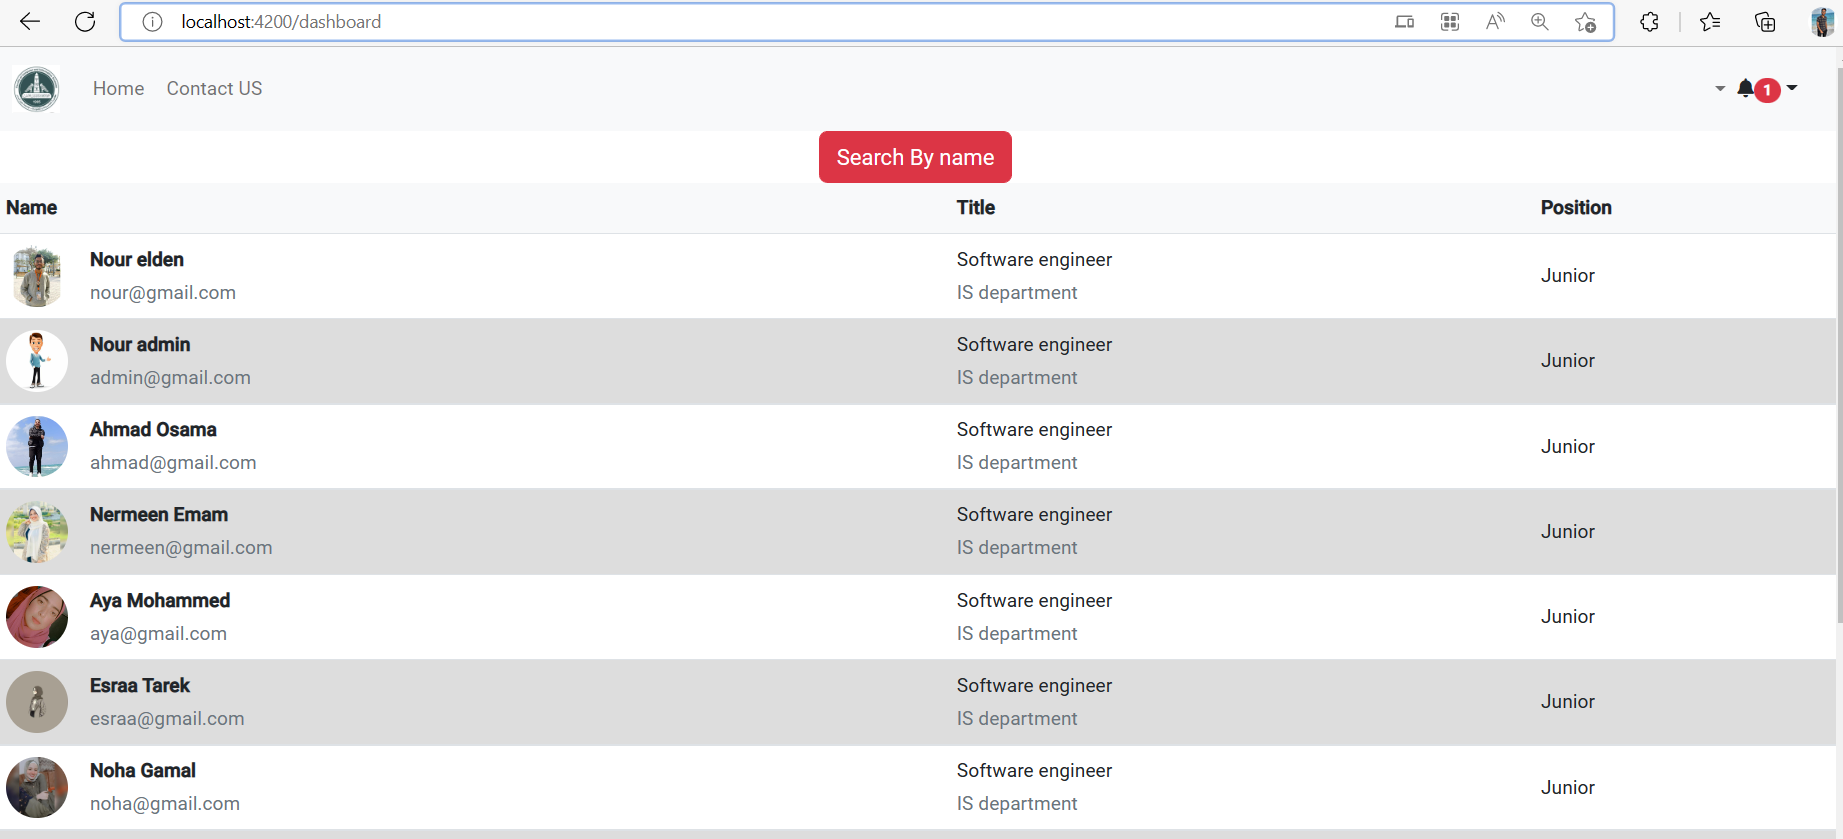 localhost:4200/dashboard
Home Contact US
1
Search By name
Name Title Position
Nour elden Software engineer
nour@gmail.com IS department
Junior
Nour admin Software engineer
admin@gmail.com IS department
Junior
Ahmad Osama Software engineer
ahmad@gmail.com IS department
Junior
Nermeen Emam Software engineer
nermeen@gmail.com IS department
Junior
Aya Mohammed Software engineer
aya@gmail.com IS department
Junior
Esraa Tarek Software engineer
esraa@gmail.com IS department
Junior
Noha Gamal Software engineer
noha@gmail.com IS department
Junior